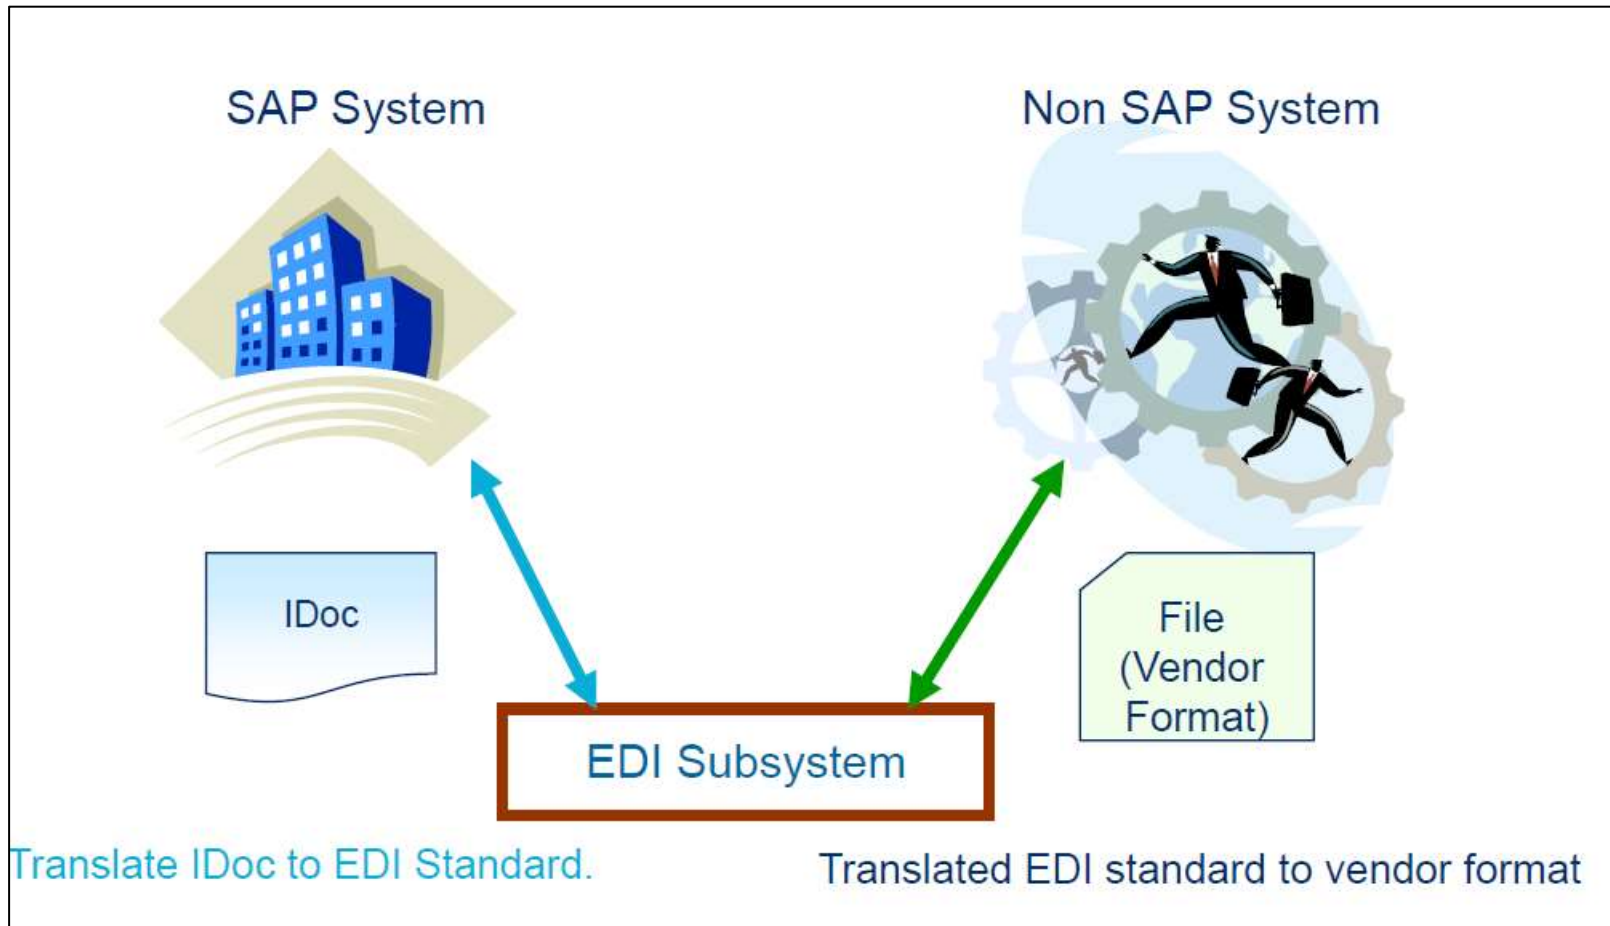 SAP System
Non SAP System
IDoc
File
(Vendor
Format)
EDI Subsystem
Translate IDoc to EDI Standard.
Translated EDI standard to vendor format